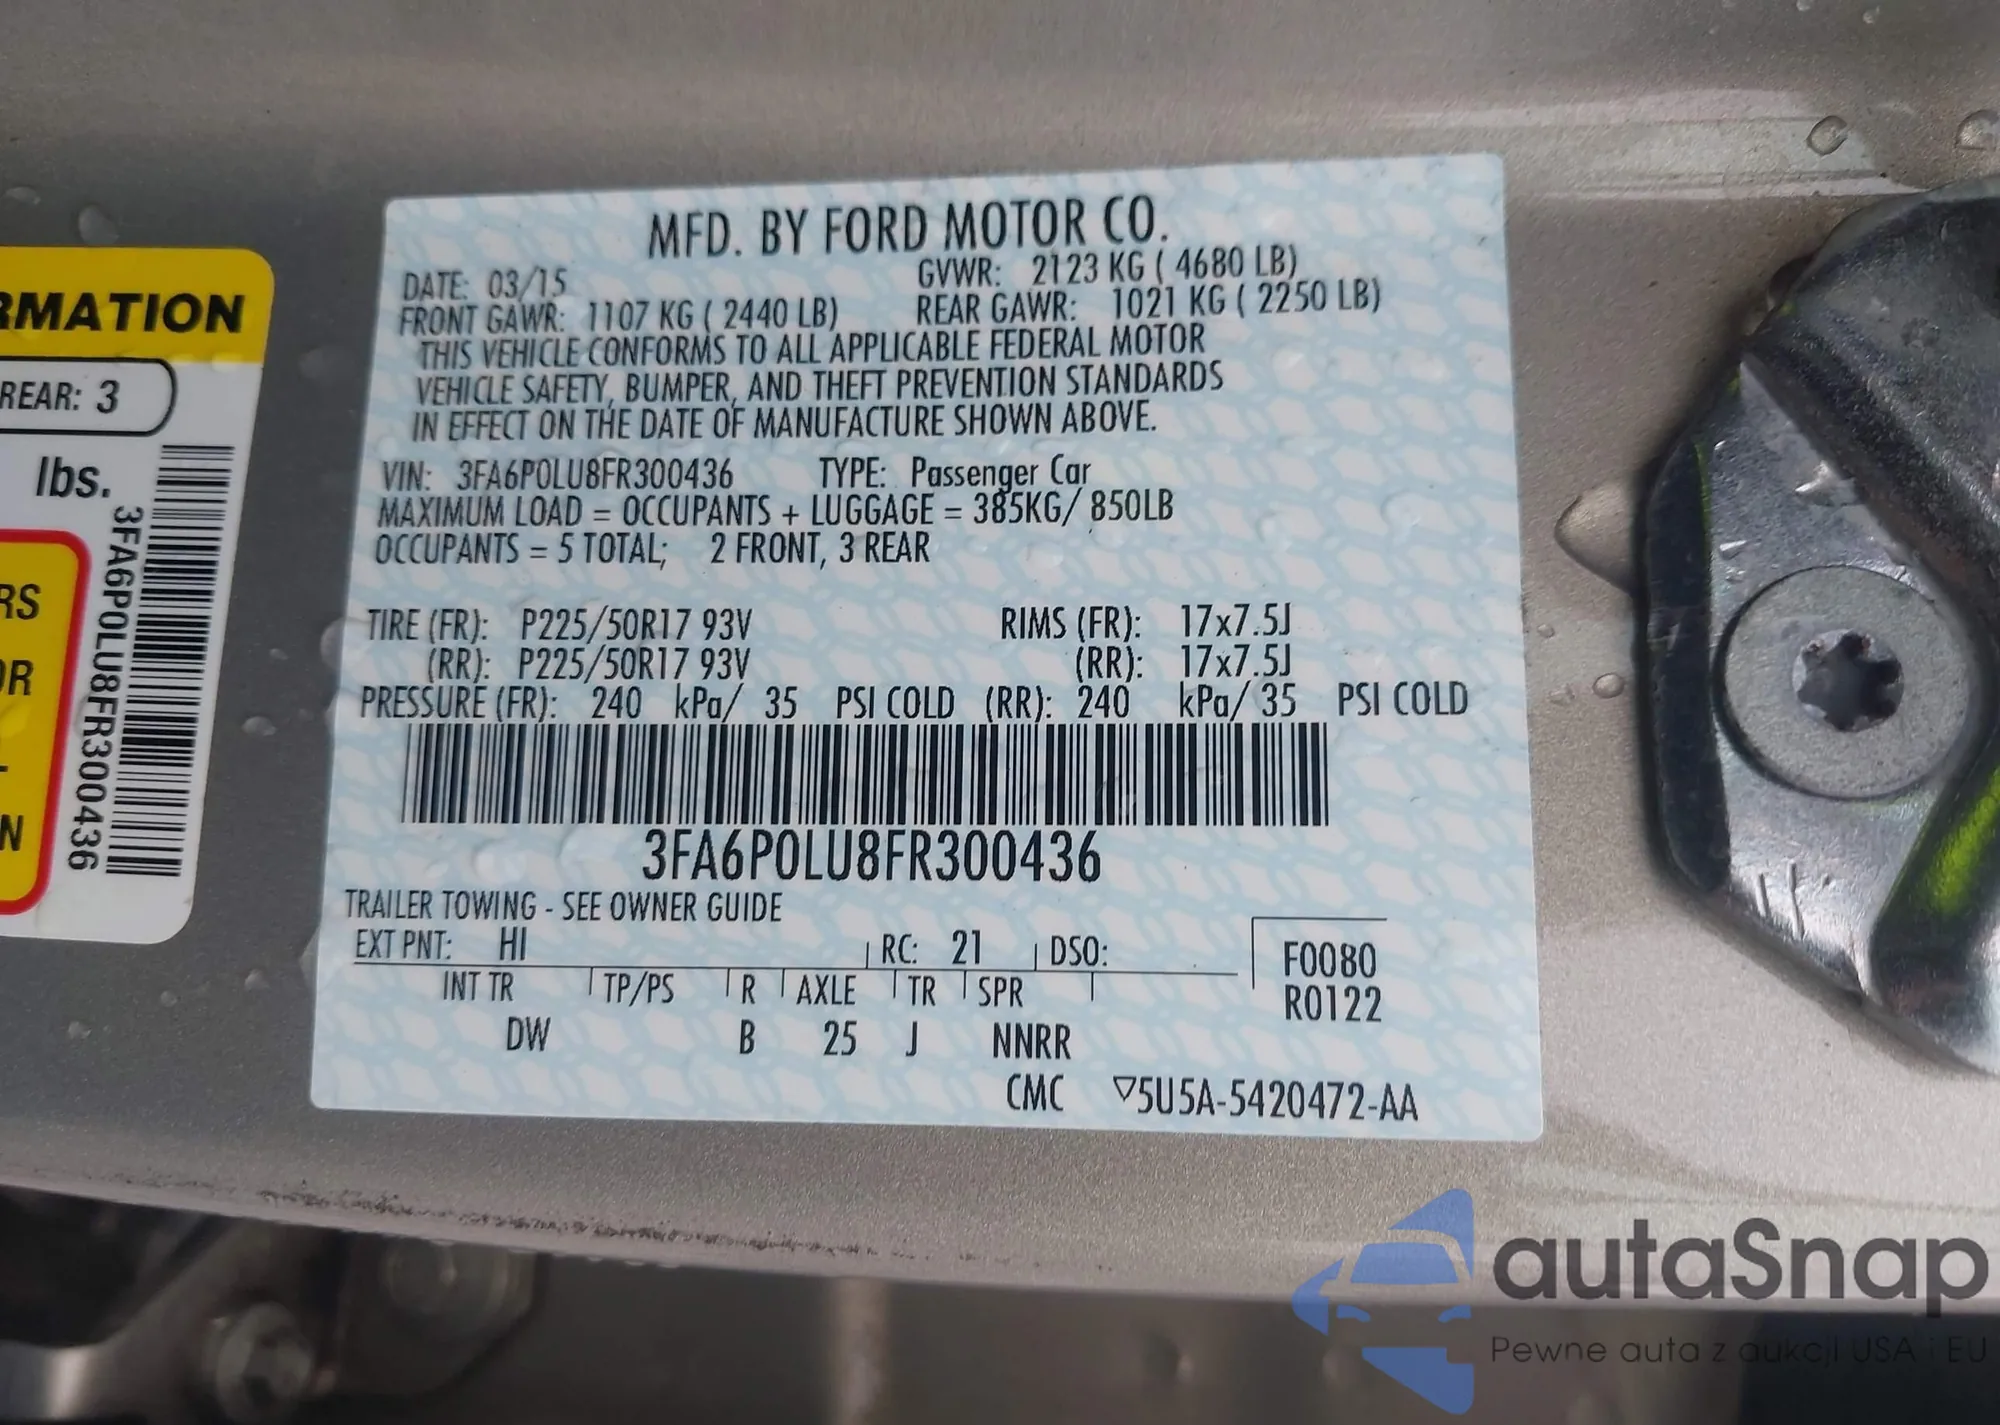 RMATION
REAR: 3
lbs.
3FA6P0LU8FR300436
RS
OR
N
MFD. BY FORD MOTOR CO.
DATE: 03/15 GVWR: 2123 KG ( 4680 LB)
FRONT GAWR: 1107 KG ( 2440 LB) REAR GAWR: 1021 KG ( 2250 LB)
THIS VEHICLE CONFORMS TO ALL APPLICABLE FEDERAL MOTOR
VEHICLE SAFETY, BUMPER, AND THEFT PREVENTION STANDARDS
IN EFFECT ON THE DATE OF MANUFACTURE SHOWN ABOVE.
VIN: 3FA6P0LU8FR300436 TYPE: Passenger Car
MAXIMUM LOAD = OCCUPANTS + LUGGAGE = 385KG/ 850LB
OCCUPANTS = 5 TOTAL; 2 FRONT, 3 REAR
TIRE (FR): P225/50R17 93V RIMS (FR): 17x7.5J
(RR): P225/50R17 93V (RR): 17x7.5J
PRESSURE (FR): 240 kPa/ 35 PSI COLD (RR): 240 kPa/ 35 PSI COLD
3FA6P0LU8FR300436
TRAILER TOWING - SEE OWNER GUIDE
EXT PNT: HI RC: 21 DSO: F0080
INT TR TP/PS R AXLE TR SPR R0122
DW B 25 J NNRR
CMC ▽5U5A-5420472-AA
autaSnap
Pewne auta z aukcji USA i EU